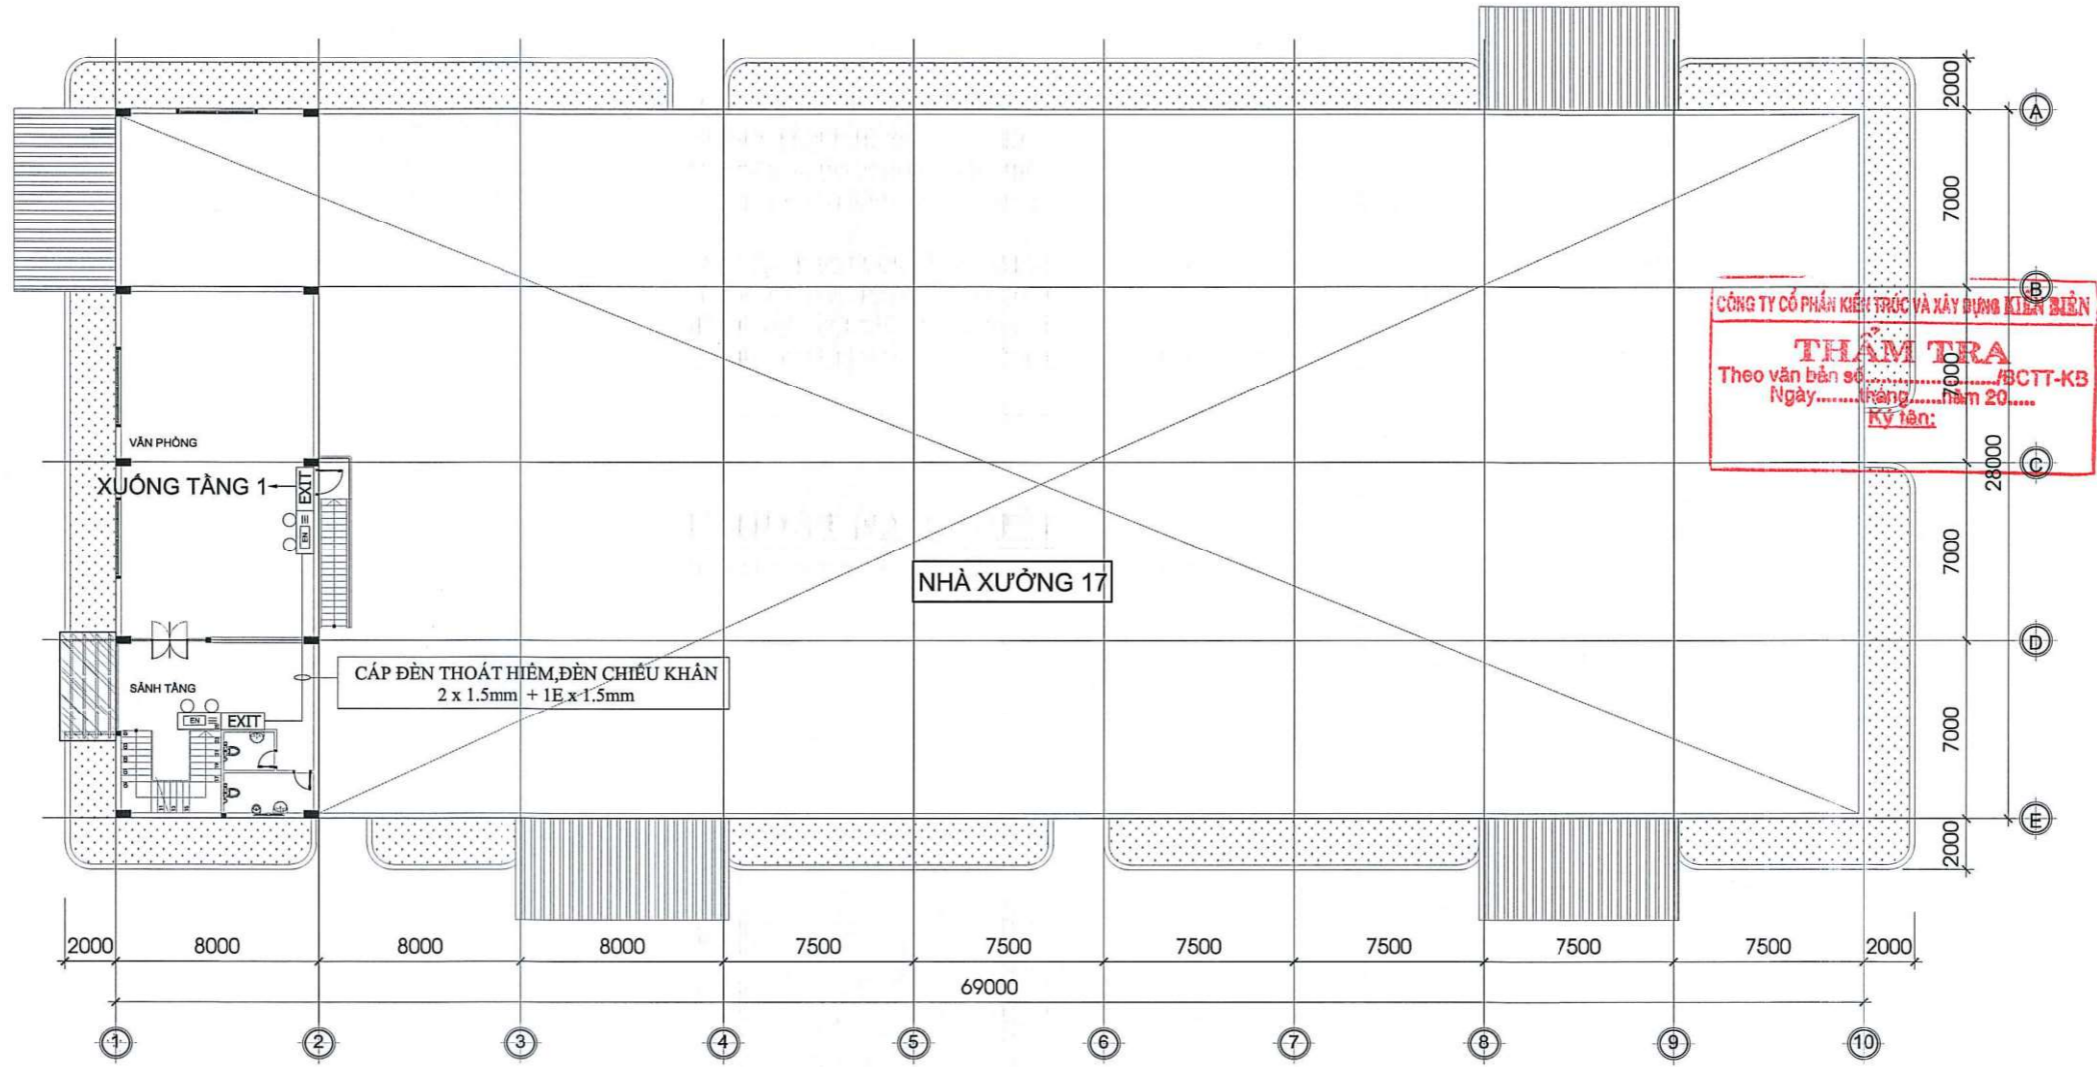 2000
A
7000
B
CÔNG TY CỔ PHẦN KIẾN TRÚC VÀ XÂY DỰNG KIẾN BIỂN
THẨM TRA
Theo văn bản số............/BCTT-KB
Ngày........tháng.......năm 20.....
Ký tên:
7000
VĂN PHÒNG
C
28000
XUỐNG TẦNG 1
EXIT
EN
7000
NHÀ XƯỞNG 17
D
CÁP ĐÈN THOÁT HIỂM,ĐÈN CHIẾU KHẨN
2 x 1.5mm + 1E x 1.5mm
SẢNH TẦNG
EN
EXIT
7000
E
2000
2000 8000 8000 8000 7500 7500 7500 7500 7500 7500 2000
69000
1 2 3 4 5 6 7 8 9 10